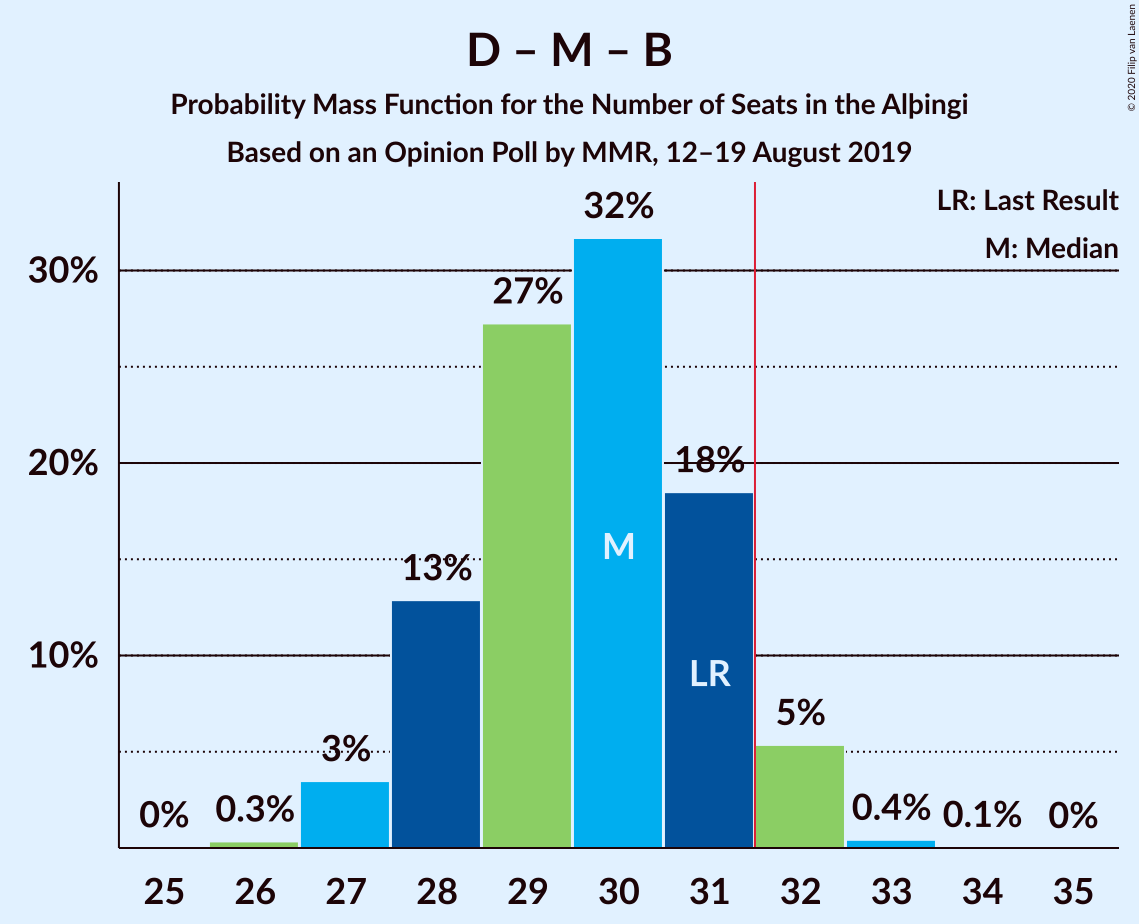 D – M – B
Probability Mass Function for the Number of Seats in the Alþingi
Based on an Opinion Poll by MMR, 12–19 August 2019
© 2020 Filip van Laenen
LR: Last Result
M: Median
30%
20%
10%
0%
0.3%
3%
13%
27%
32%
18%
5%
0.4%
0.1%
0%
M
LR
25 26 27 28 29 30 31 32 33 34 35